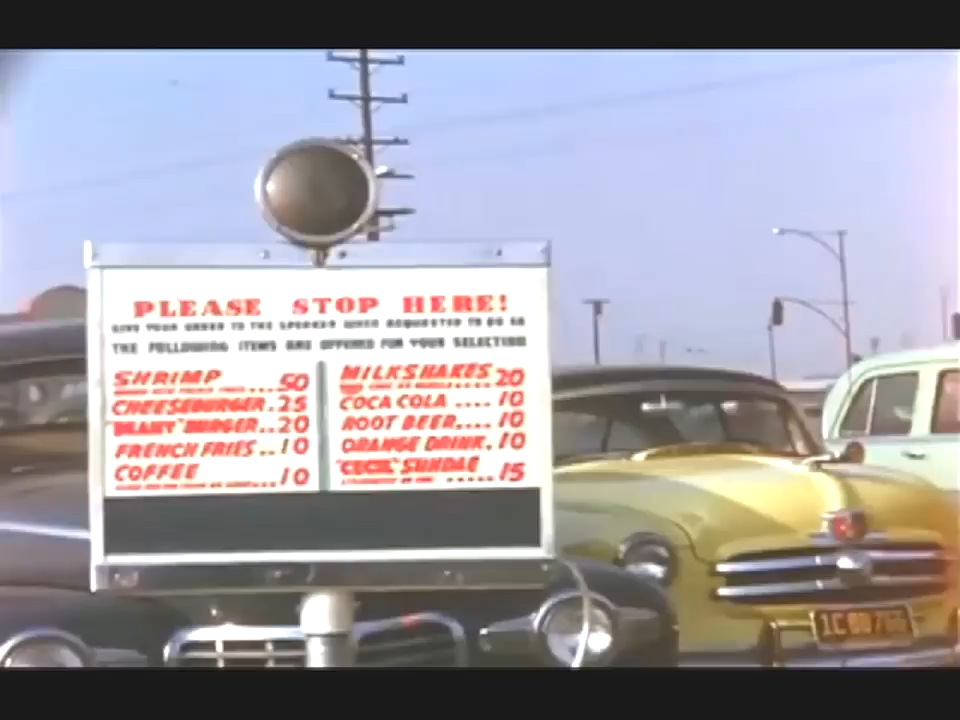 PLEASE STOP HERE!
GIVE YOUR ORDER TO THE SPEAKER WHEN REQUESTED TO DO SO
THE FOLLOWING ITEMS ARE OFFERED FOR YOUR SELECTION
SHRIMP ....50
CHEESEBURGER.25
"BEANY" BURGER..20
FRENCH FRIES ..10
COFFEE ...10
MILKSHAKES 20
COCA COLA ....10
ROOT BEER....10
ORANGE DRINK.10
"CECIL" SUNDAE .....15